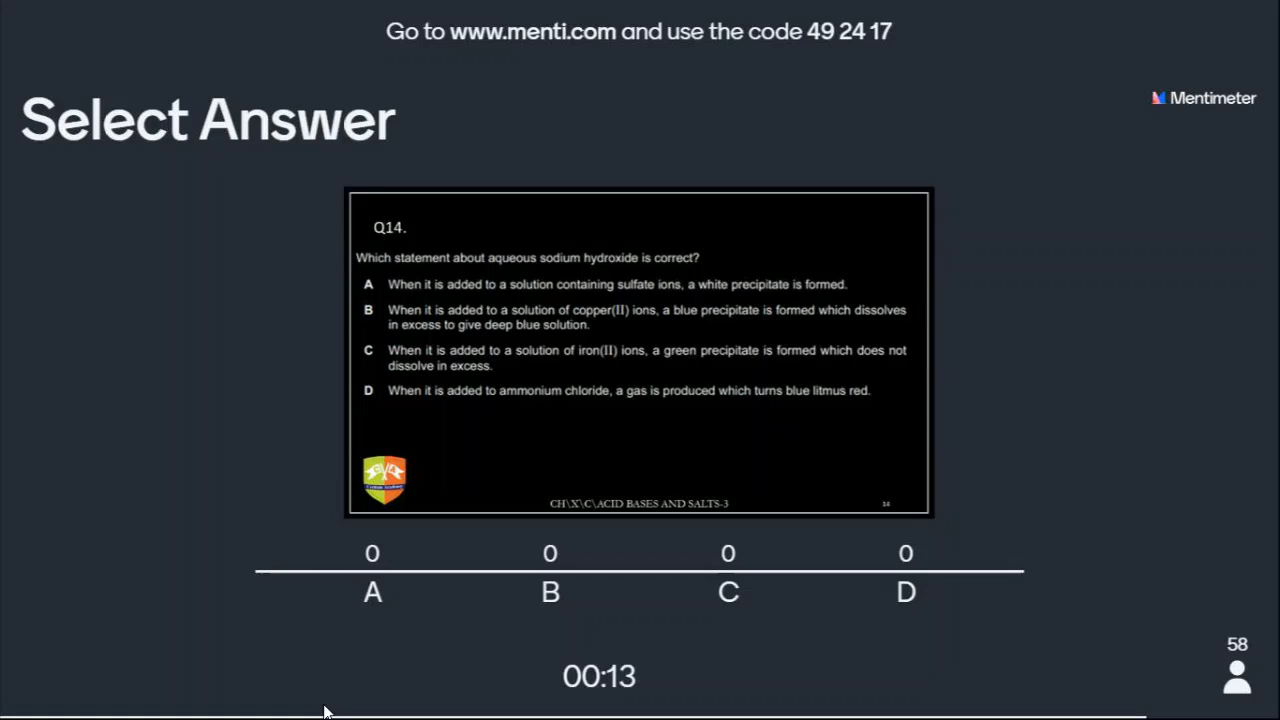 Go to www.menti.com and use the code 49 24 17
Select Answer
Mentimeter
Q14.
Which statement about aqueous sodium hydroxide is correct?
A When it is added to a solution containing sulfate ions, a white precipitate is formed.
B When it is added to a solution of copper(II) ions, a blue precipitate is formed which dissolves
in excess to give deep blue solution.
C When it is added to a solution of iron(II) ions, a green precipitate is formed which does not
dissolve in excess.
D When it is added to ammonium chloride, a gas is produced which turns blue litmus red.
CH\X\C\ACID BASES AND SALTS-3
14
0 0 0 0
A B C D
58
00:13